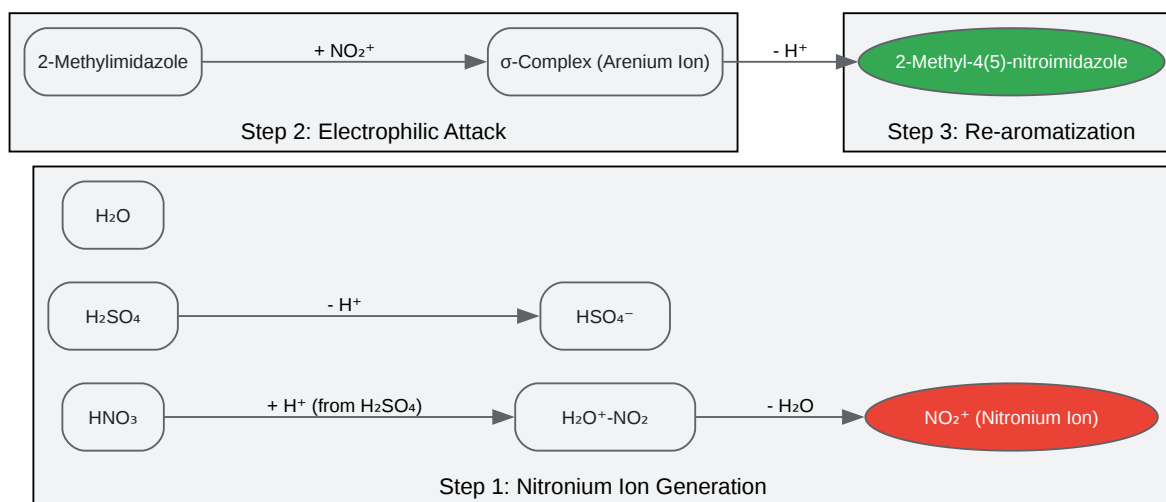 2-Methylimidazole
+ NO₂⁺
σ-Complex (Arenium Ion)
- H⁺
2-Methyl-4(5)-nitroimidazole
Step 2: Electrophilic Attack
Step 3: Re-aromatization
H₂O
H₂SO₄
- H⁺
HSO₄⁻
HNO₃
+ H⁺ (from H₂SO₄)
H₂O⁺-NO₂
- H₂O
NO₂⁺ (Nitronium Ion)
Step 1: Nitronium Ion Generation